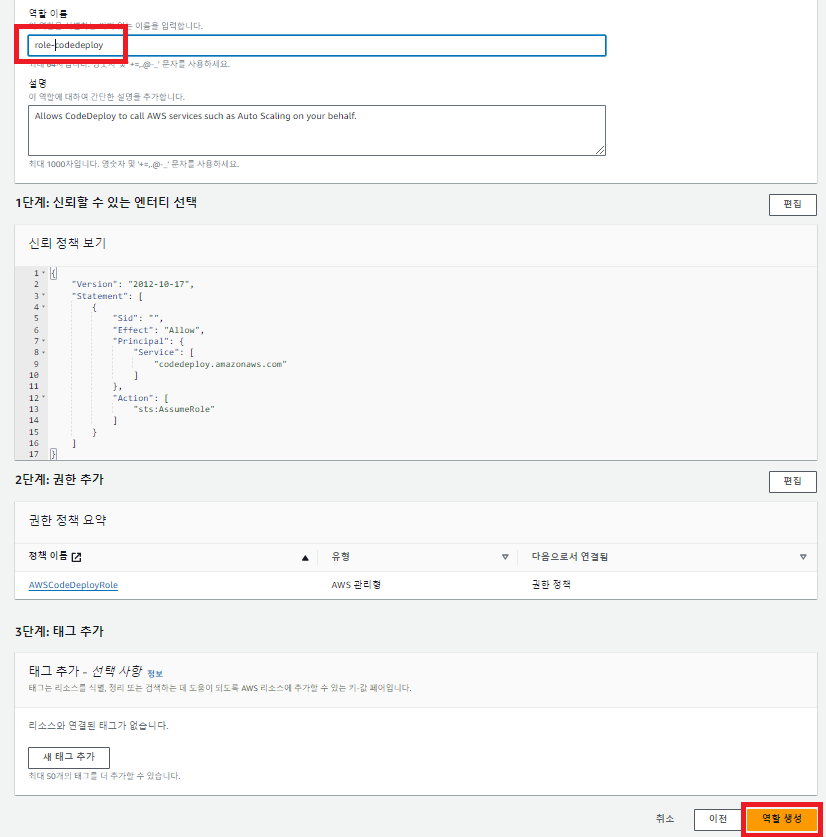 역할 이름
이름을 입력합니다.
role-codedeploy
최대 64자입니다. 영숫자 및 '+=,.@-_' 문자를 사용하세요.
설명
이 역할에 대하여 간단한 설명을 추가합니다.
Allows CodeDeploy to call AWS services such as Auto Scaling on your behalf.
최대 1000자입니다. 영숫자 및 '+=,.@-_' 문자를 사용하세요.
1단계: 신뢰할 수 있는 엔터티 선택
편집
신뢰 정책 보기
1 {
2 "Version": "2012-10-17",
3 "Statement": [
4 {
5 "Sid": "",
6 "Effect": "Allow",
7 "Principal": {
8 "Service": [
9 "codedeploy.amazonaws.com"
10 ]
11 },
12 "Action": [
13 "sts:AssumeRole"
14 ]
15 }
16 ]
17 }
2단계: 권한 추가
편집
권한 정책 요약
정책 이름 유형 다음으로서 연결됨
AWSCodeDeployRole AWS 관리형 권한 정책
3단계: 태그 추가
태그 추가 - 선택 사항 정보
태그는 리소스를 식별, 정리 또는 검색하는 데 도움이 되도록 AWS 리소스에 추가할 수 있는 키-값 페어입니다.
리소스와 연결된 태그가 없습니다.
새 태그 추가
최대 50개의 태그를 더 추가할 수 있습니다.
취소 이전 역할 생성